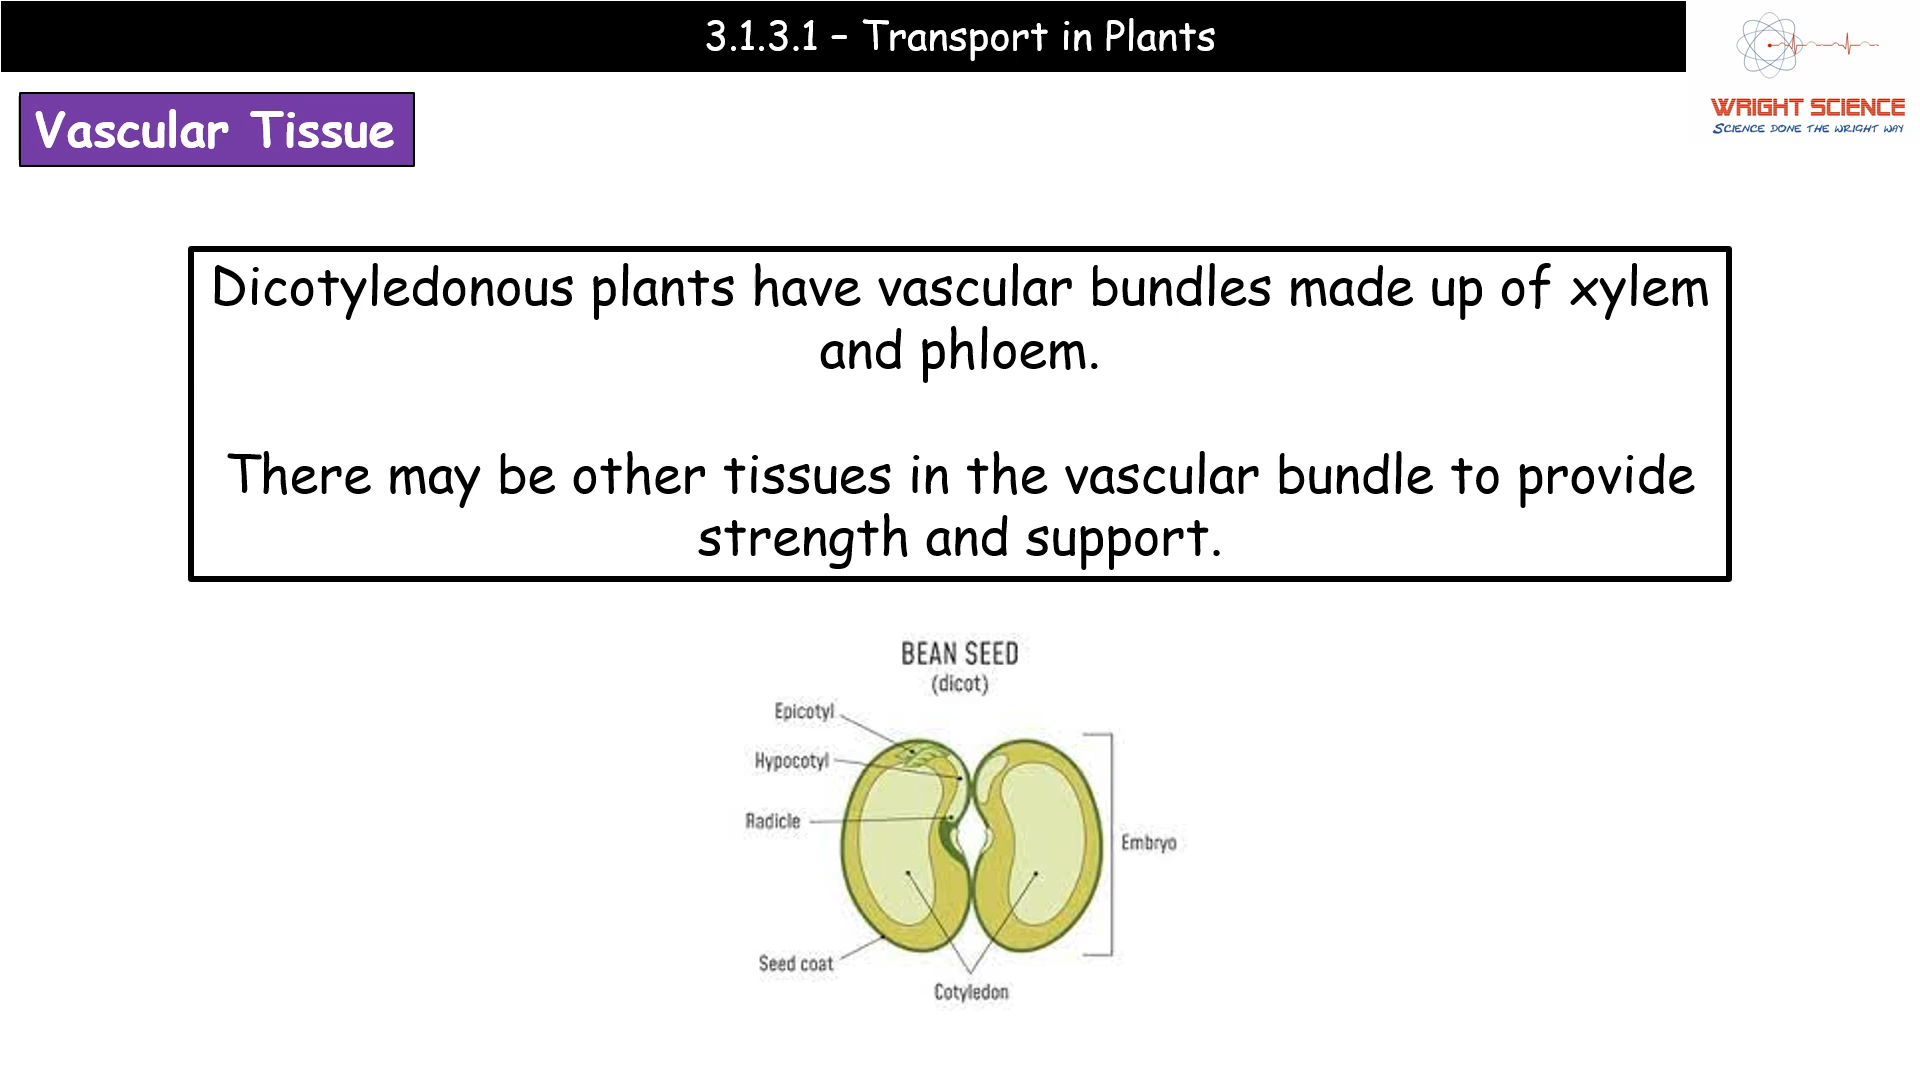 3.1.3.1 – Transport in Plants
WRIGHT SCIENCE
SCIENCE DONE THE WRIGHT WAY
Vascular Tissue
Dicotyledonous plants have vascular bundles made up of xylem
and phloem.
There may be other tissues in the vascular bundle to provide
strength and support.
BEAN SEED
(dicot)
Epicotyl
Hypocotyl
Radicle
Embryo
Seed coat
Cotyledon